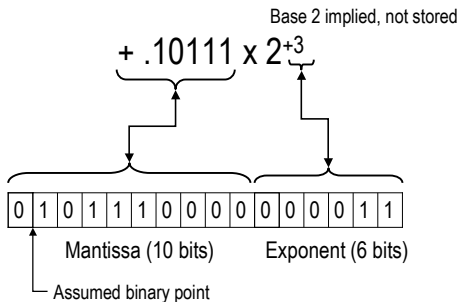 Base 2 implied, not stored
+ .10111 x 2+3
0 1 0 1 1 1 0 0 0 0 0 0 0 0 1 1
Mantissa (10 bits) Exponent (6 bits)
Assumed binary point